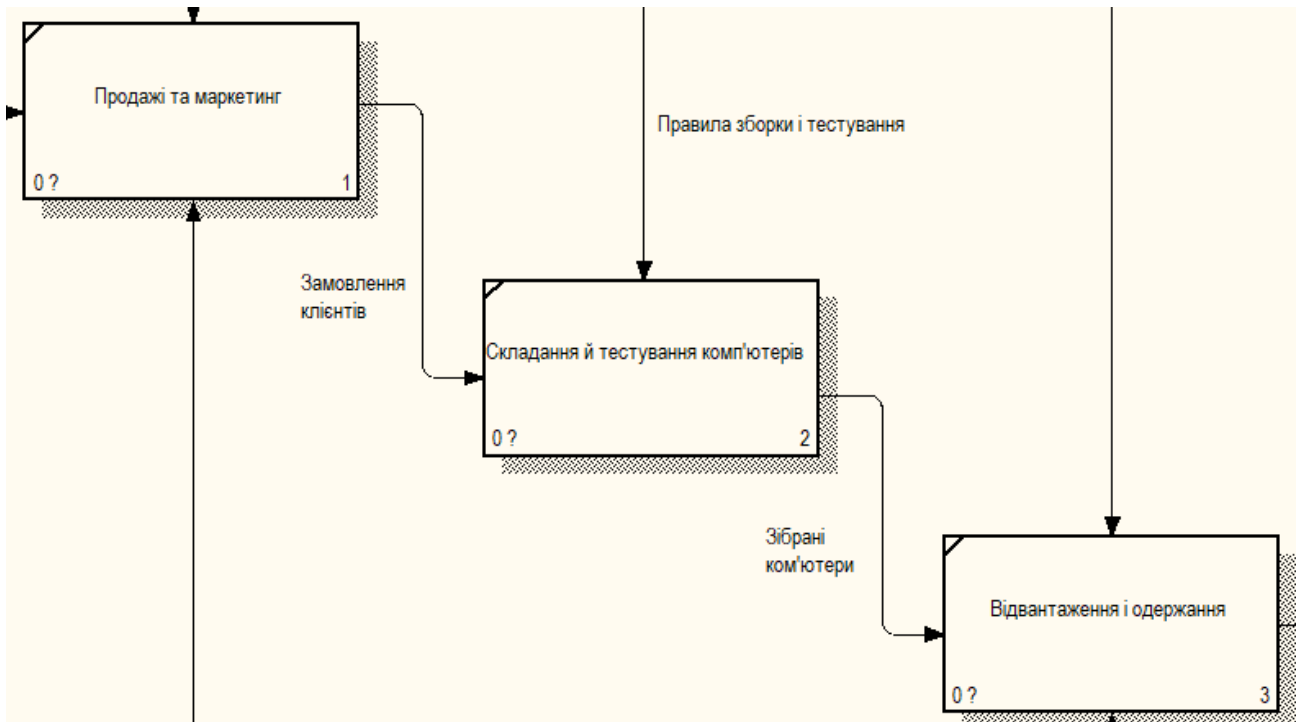 Продажі та маркетинг
0 ?
1
Правила зборки і тестування
Замовлення
клієнтів
Складання й тестування комп'ютерів
0 ?
2
Зібрані
ком'ютери
Відвантаження і одержання
0 ?
3